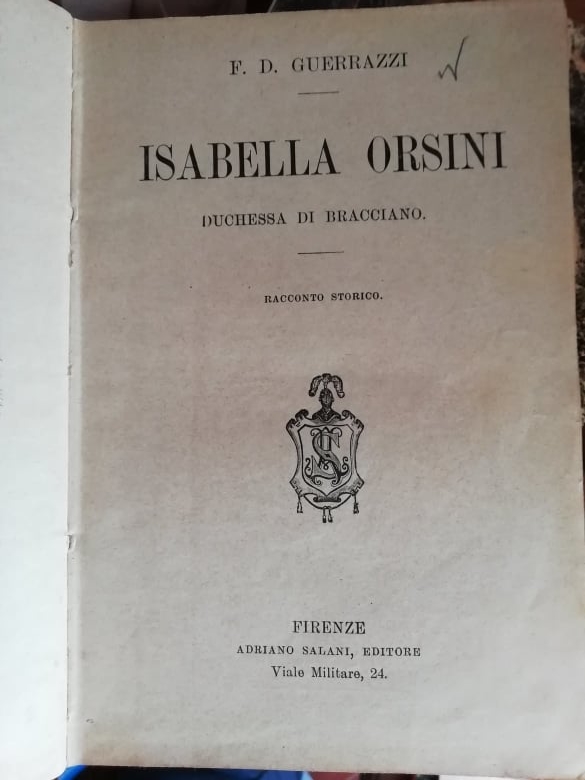 F. D. GUERRAZZI
ISABELLA ORSINI
DUCHESSA DI BRACCIANO.
RACCONTO STORICO.
FIRENZE
ADRIANO SALANI, EDITORE
Viale Militare, 24.